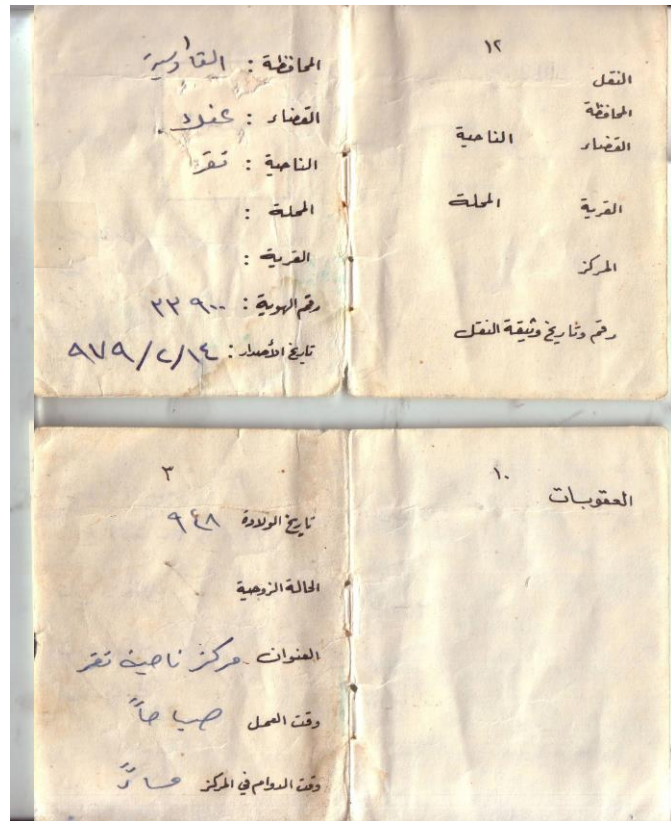 ١٢
النقل
المحافظة
القضاء الناحية
القرية المحلة
المركز
رقم وتاريخ وثيقة النقل
١
المحافظة : القادسية
القضاء : عفك
الناحية : نفر
المحلة :
القرية :
رقم الهوية : ٣٣٩٠٠
تاريخ الأصدار : ٩٧٩/٢/١٤
١٠
العقوبات
٣
تاريخ الولادة ٩٤٨
الحالة الزوجية
العنوان مركز ناحية نفر
وقت العمل صباحاً
وقت الدوام في المركز مساءً